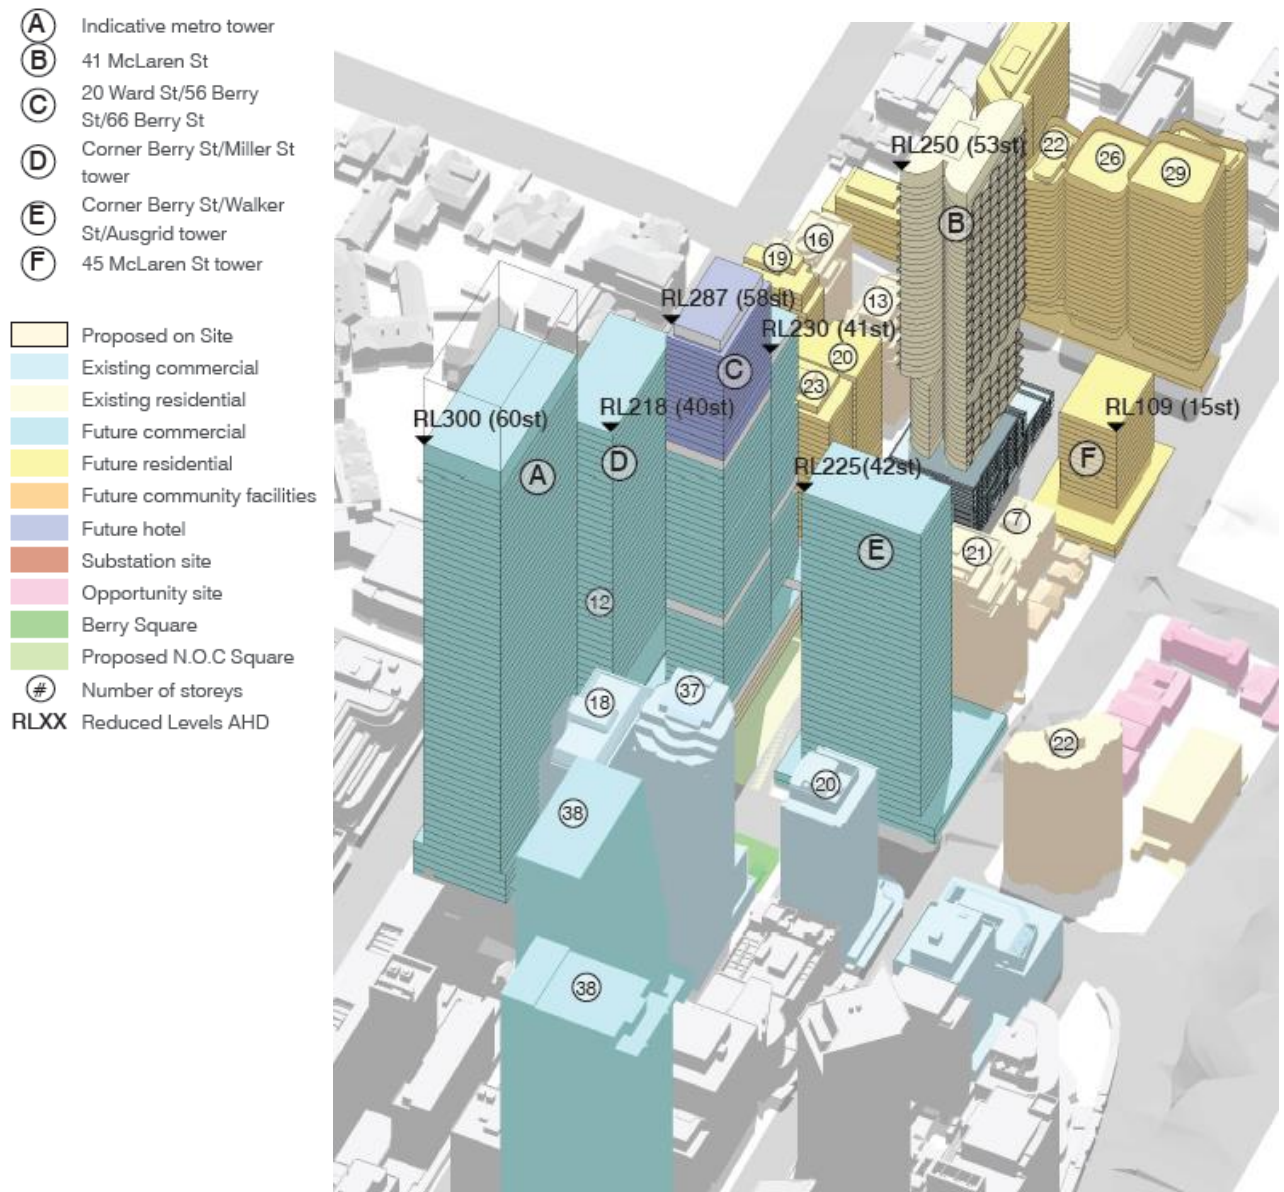 A Indicative metro tower
B 41 McLaren St
C 20 Ward St/56 Berry
St/66 Berry St
D Corner Berry St/Miller St
tower
E Corner Berry St/Walker
St/Ausgrid tower
F 45 McLaren St tower
Proposed on Site
Existing commercial
Existing residential
Future commercial
Future residential
Future community facilities
Future hotel
Substation site
Opportunity site
Berry Square
Proposed N.O.C Square
# Number of storeys
RLXX Reduced Levels AHD
RL250 (53st)
22
26
29
B
16
19
13
RL287 (58st)
RL230 (41st)
C
20
23
RL300 (60st)
RL218 (40st)
RL109 (15st)
A
D
F
RL225(42st)
E
7
21
12
18
37
22
20
38
38